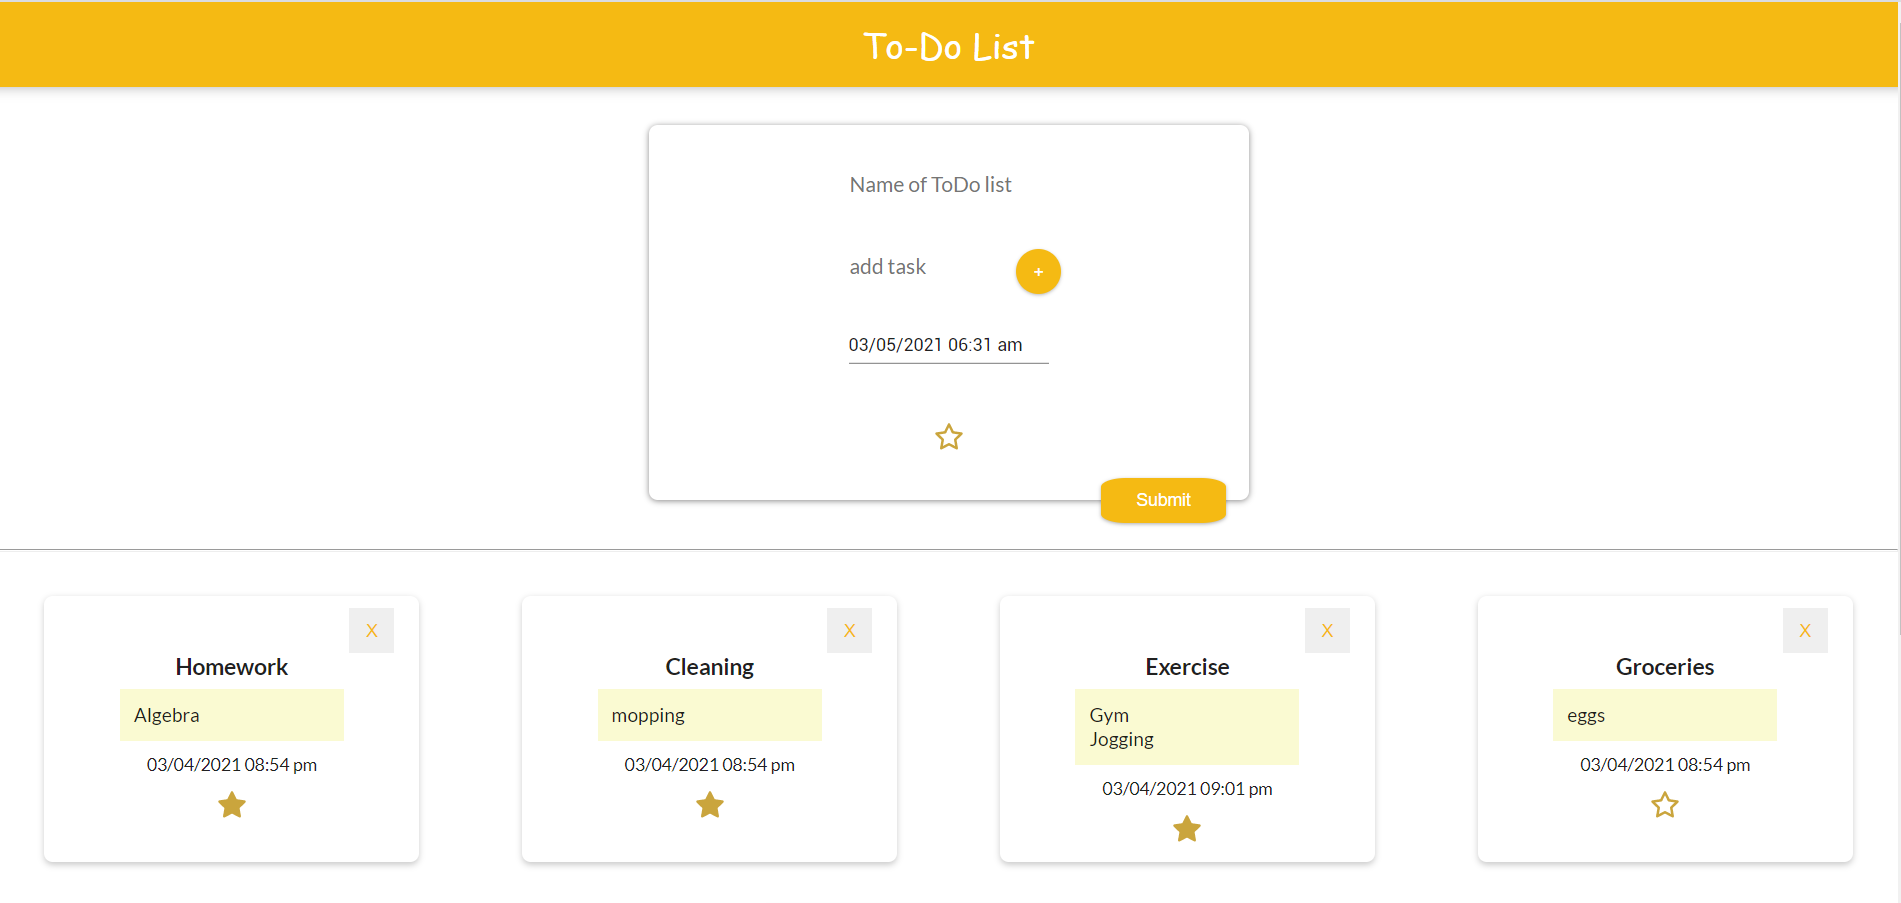 To-Do List
Name of ToDo list
add task
+
03/05/2021 06:31 am
Submit
X
Homework
Algebra
03/04/2021 08:54 pm
X
Cleaning
mopping
03/04/2021 08:54 pm
X
Exercise
Gym
Jogging
03/04/2021 09:01 pm
X
Groceries
eggs
03/04/2021 08:54 pm